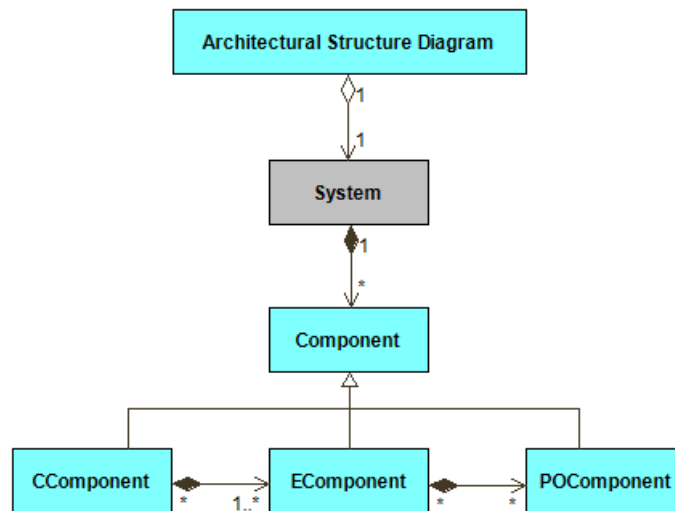 Architectural Structure Diagram
1
1
System
1
*
Component
CComponent
*
1..*
EComponent
*
*
POComponent